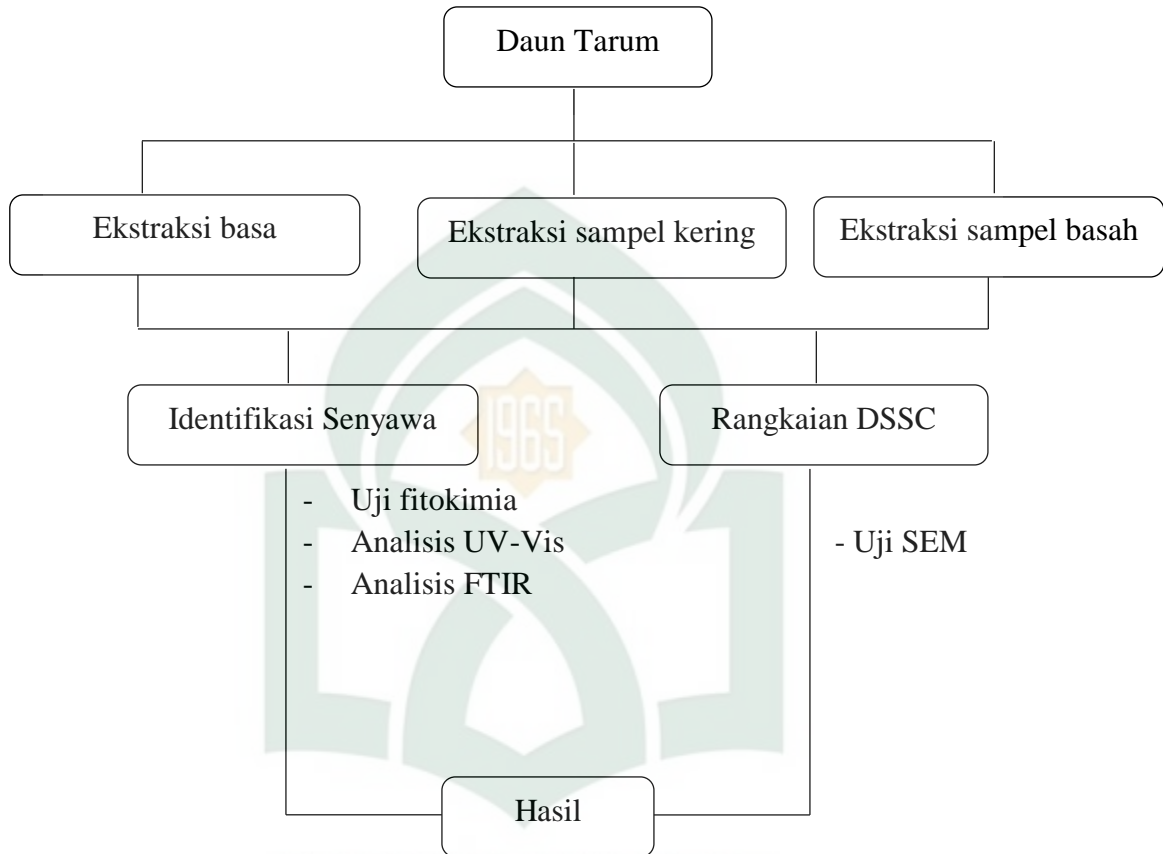 Daun Tarum
Ekstraksi basa
Ekstraksi sampel kering
Ekstraksi sampel basah
1965
Identifikasi Senyawa
Rangkaian DSSC
- Uji fitokimia
- Analisis UV-Vis
- Analisis FTIR
- Uji SEM
Hasil